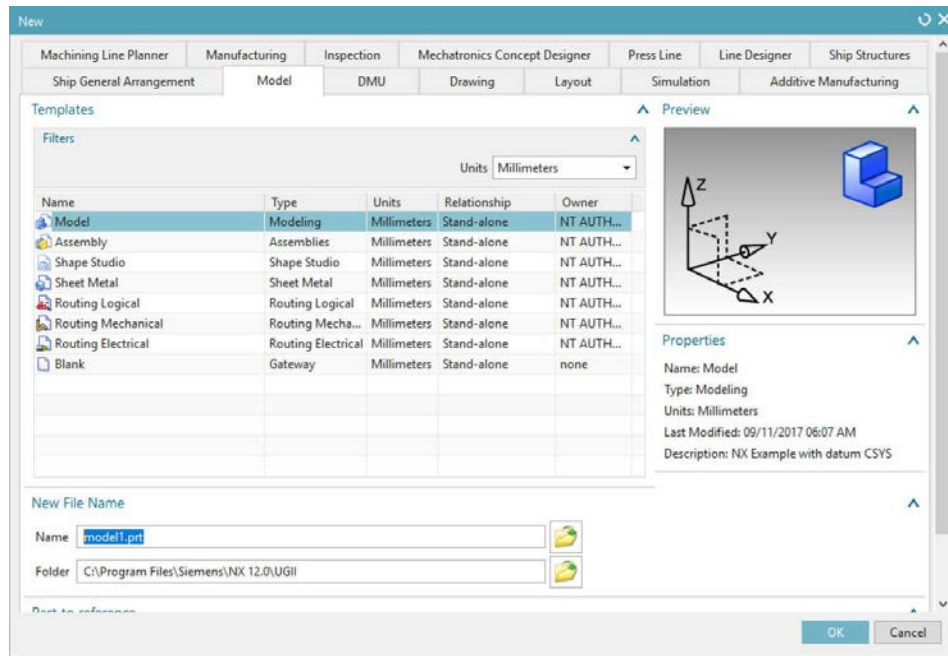 New
Machining Line Planner Manufacturing Inspection Mechatronics Concept Designer Press Line Line Designer Ship Structures
Ship General Arrangement Model DMU Drawing Layout Simulation Additive Manufacturing
Templates
Filters
Units Millimeters
Name Type Units Relationship Owner
Model Modeling Millimeters Stand-alone NT AUTH...
Assembly Assemblies Millimeters Stand-alone NT AUTH...
Shape Studio Shape Studio Millimeters Stand-alone NT AUTH...
Sheet Metal Sheet Metal Millimeters Stand-alone NT AUTH...
Routing Logical Routing Logical Millimeters Stand-alone NT AUTH...
Routing Mechanical Routing Mecha... Millimeters Stand-alone NT AUTH...
Routing Electrical Routing Electrical Millimeters Stand-alone NT AUTH...
Blank Gateway Millimeters Stand-alone none
Preview
Z
Y
X
Properties
Name: Model
Type: Modeling
Units: Millimeters
Last Modified: 09/11/2017 06:07 AM
Description: NX Example with datum CSYS
New File Name
Name model1.prt
Folder C:\Program Files\Siemens\NX 12.0\UGII
Part to reference
OK Cancel